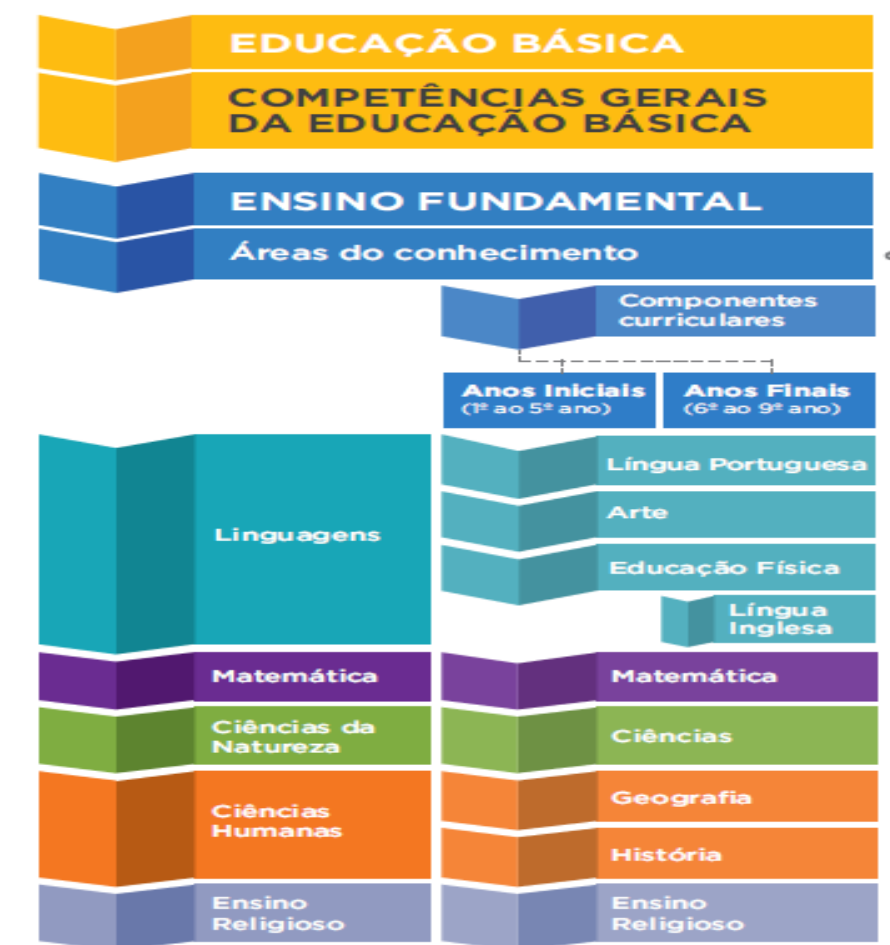 EDUCAÇÃO BÁSICA
COMPETÊNCIAS GERAIS
DA EDUCAÇÃO BÁSICA
ENSINO FUNDAMENTAL
Áreas do conhecimento
Componentes
curriculares
Anos Iniciais
(1º ao 5º ano)
Anos Finais
(6º ao 9º ano)
Linguagens
Língua Portuguesa
Arte
Educação Física
Língua
Inglesa
Matemática
Matemática
Ciências da
Natureza
Ciências
Ciências
Humanas
Geografia
História
Ensino
Religioso
Ensino
Religioso